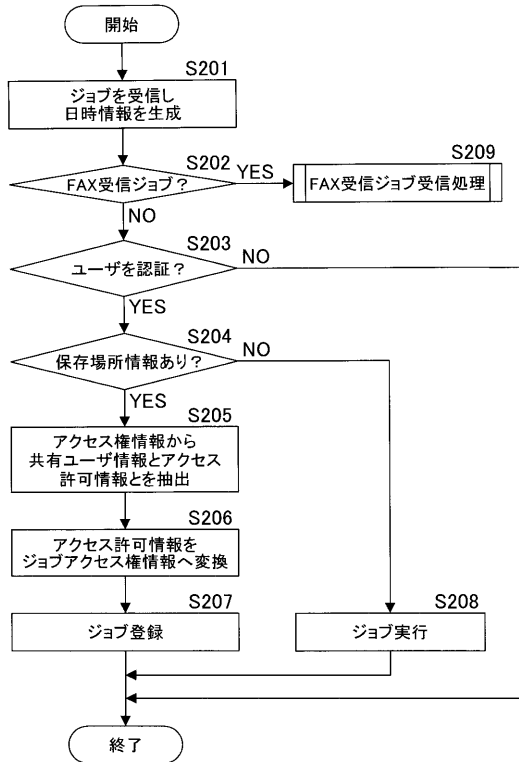 開始
S201
ジョブを受信し
日時情報を生成
S202
FAX受信ジョブ？
YES
S209
FAX受信ジョブ受信処理
NO
S203
ユーザを認証？
NO
YES
S204
保存場所情報あり？
NO
YES
S205
アクセス権情報から
共有ユーザ情報とアクセス
許可情報とを抽出
S206
アクセス許可情報を
ジョブアクセス権情報へ変換
S207
ジョブ登録
S208
ジョブ実行
終了